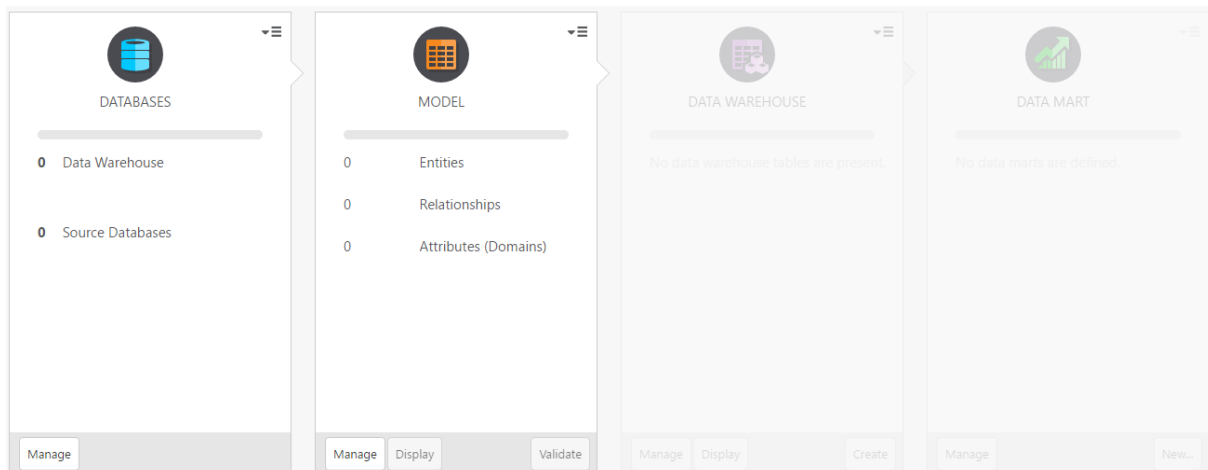 DATABASES
0 Data Warehouse
0 Source Databases
Manage
MODEL
0 Entities
0 Relationships
0 Attributes (Domains)
Manage Display Validate
DATA WAREHOUSE
No data warehouse tables are present.
Manage Display Create
DATA MART
No data marts are defined.
Manage New...